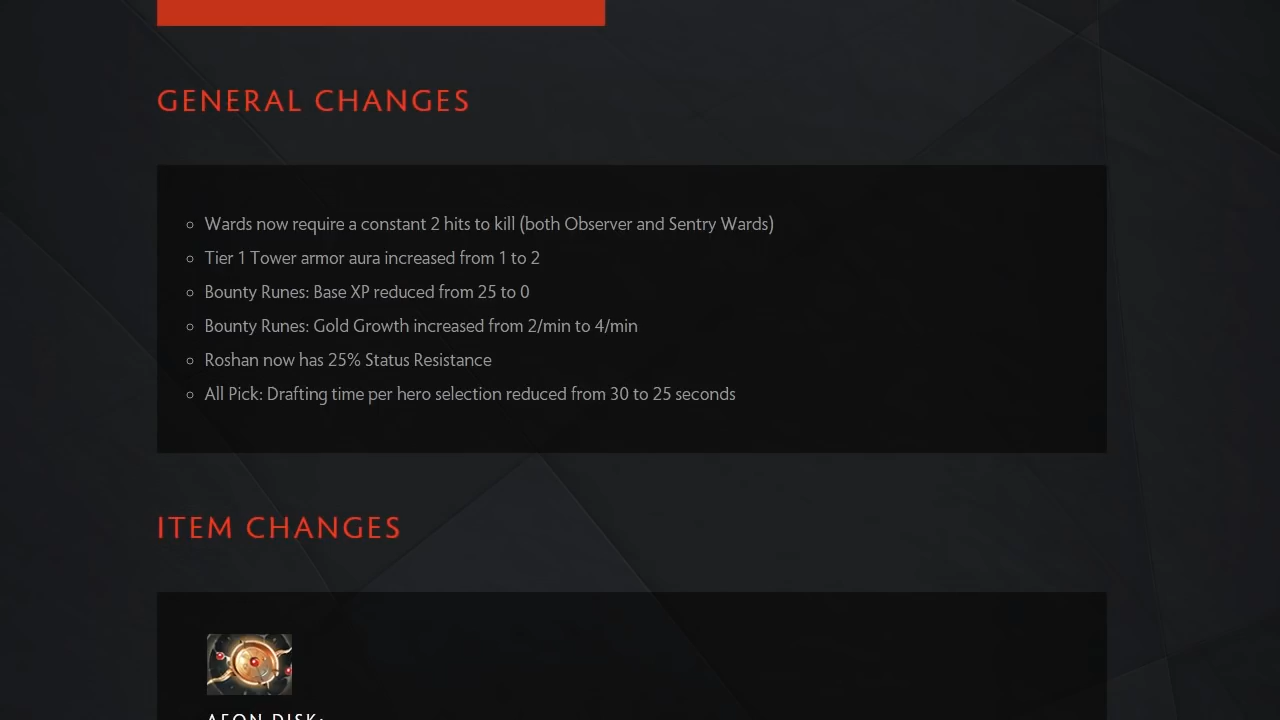 GENERAL CHANGES
Wards now require a constant 2 hits to kill (both Observer and Sentry Wards)
Tier 1 Tower armor aura increased from 1 to 2
Bounty Runes: Base XP reduced from 25 to 0
Bounty Runes: Gold Growth increased from 2/min to 4/min
Roshan now has 25% Status Resistance
All Pick: Drafting time per hero selection reduced from 30 to 25 seconds
ITEM CHANGES
AEON DISK: